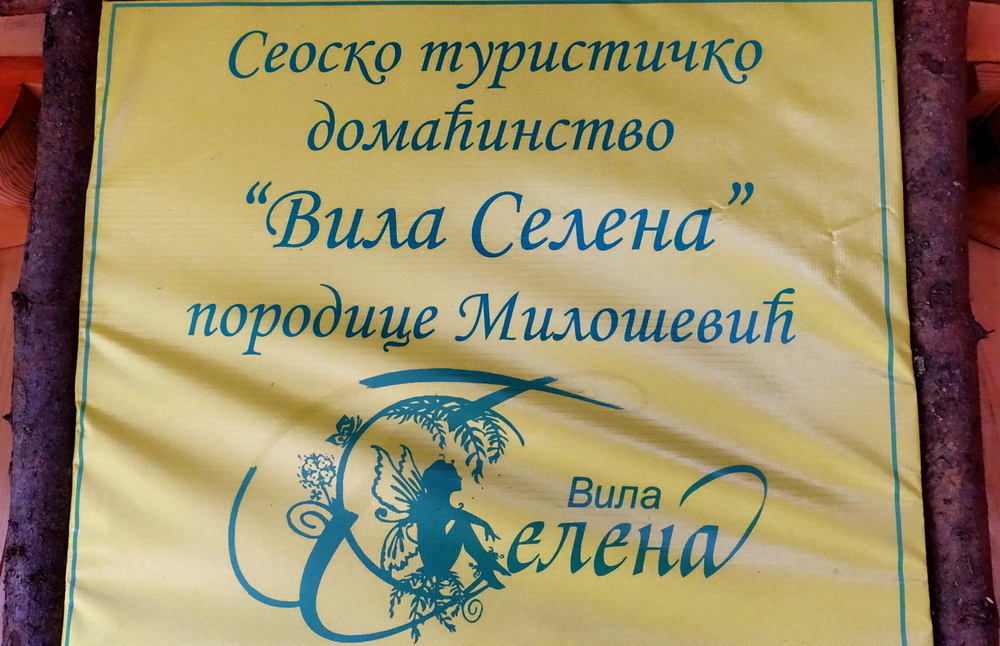 Сеоско туристичко
домаћинство
“Вила Селена”
породице Милошевић
Вила
Селена